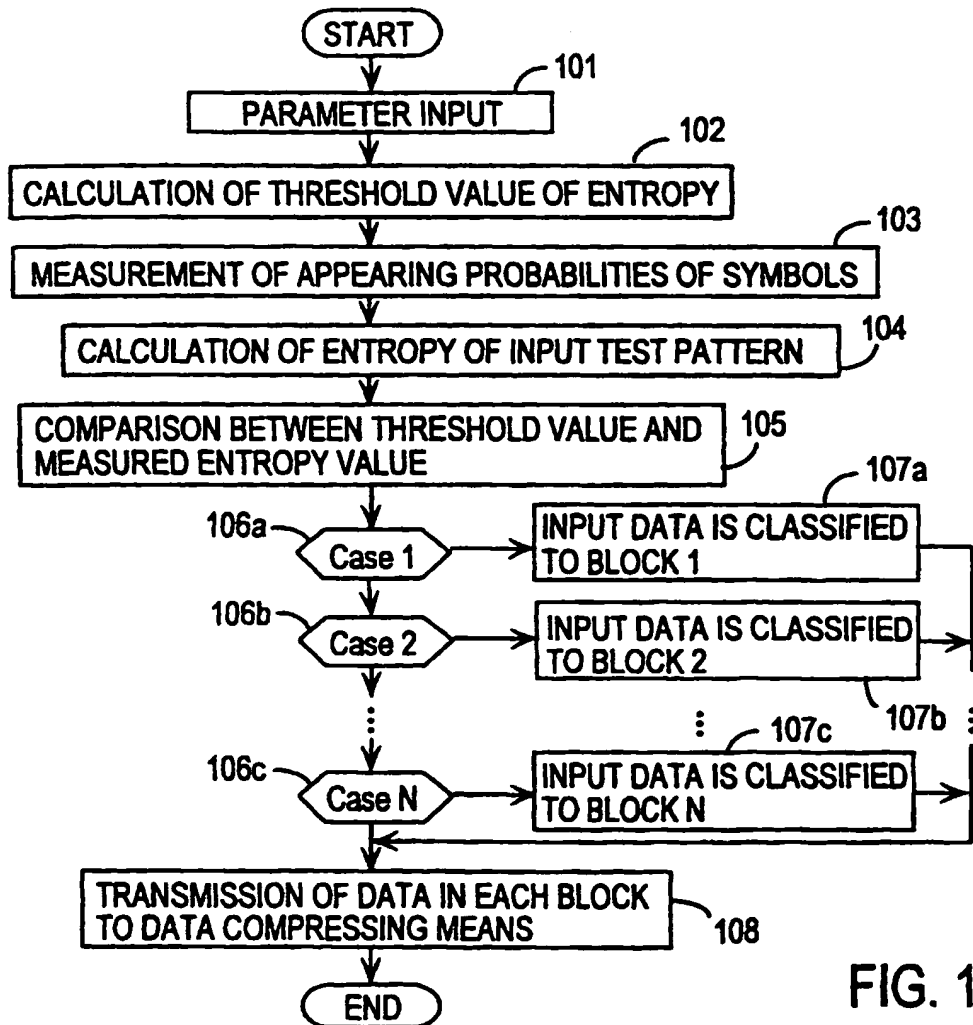 START
101
PARAMETER INPUT
102
CALCULATION OF THRESHOLD VALUE OF ENTROPY
103
MEASUREMENT OF APPEARING PROBABILITIES OF SYMBOLS
CALCULATION OF ENTROPY OF INPUT TEST PATTERN
104
COMPARISON BETWEEN THRESHOLD VALUE AND
MEASURED ENTROPY VALUE
105
107a
106a
Case 1
INPUT DATA IS CLASSIFIED
TO BLOCK 1
106b
Case 2
INPUT DATA IS CLASSIFIED
TO BLOCK 2
107b
107c
106c
Case N
INPUT DATA IS CLASSIFIED
TO BLOCK N
TRANSMISSION OF DATA IN EACH BLOCK
TO DATA COMPRESSING MEANS
108
END
FIG. 1